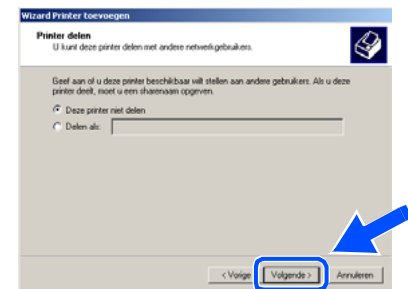 Wizard Printer toevoegen
Printer delen
U kunt deze printer delen met andere netwerkgebruikers.
Geef aan of u deze printer beschikbaar wilt stellen aan andere gebruikers. Als u deze
printer deelt, moet u een sharenaam opgeven.
Deze printer niet delen
Delen als:
< Vorige Volgende > Annuleren